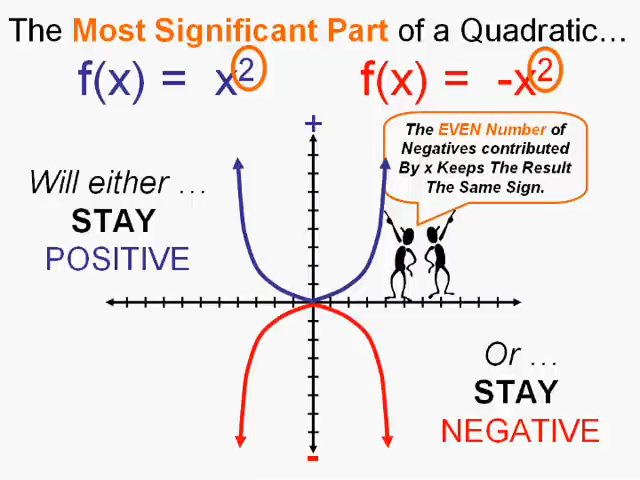 The Most Significant Part of a Quadratic...
f(x) = x²
f(x) = -x²
+
The EVEN Number of
Negatives contributed
By x Keeps The Result
The Same Sign.
Will either ...
STAY
POSITIVE
Or ...
STAY
NEGATIVE
-